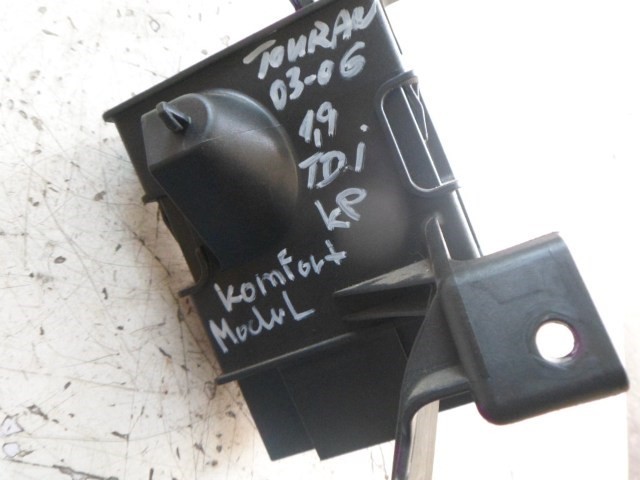 TOURAN
03-06
1,9
TDi
KP
KomFort
ModuL